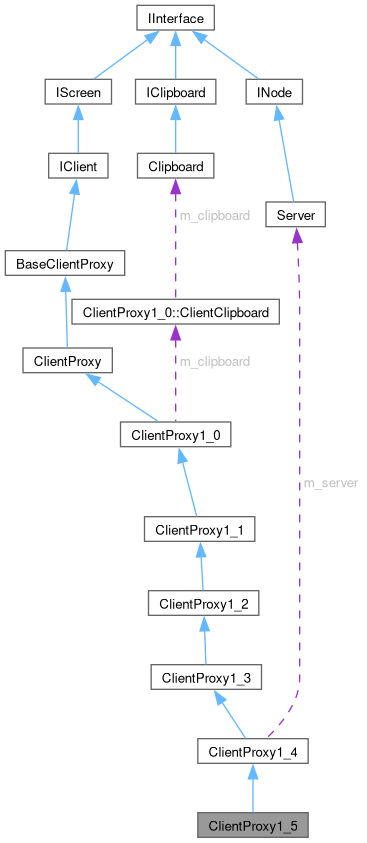 IInterface
IScreen
IClipboard
INode
IClient
Clipboard
Server
m_clipboard
BaseClientProxy
ClientProxy1_0::ClientClipboard
ClientProxy
m_clipboard
ClientProxy1_0
m_server
ClientProxy1_1
ClientProxy1_2
ClientProxy1_3
ClientProxy1_4
ClientProxy1_5